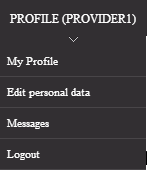 PROFILE (PROVIDER1)
My Profile
Edit personal data
Messages
Logout